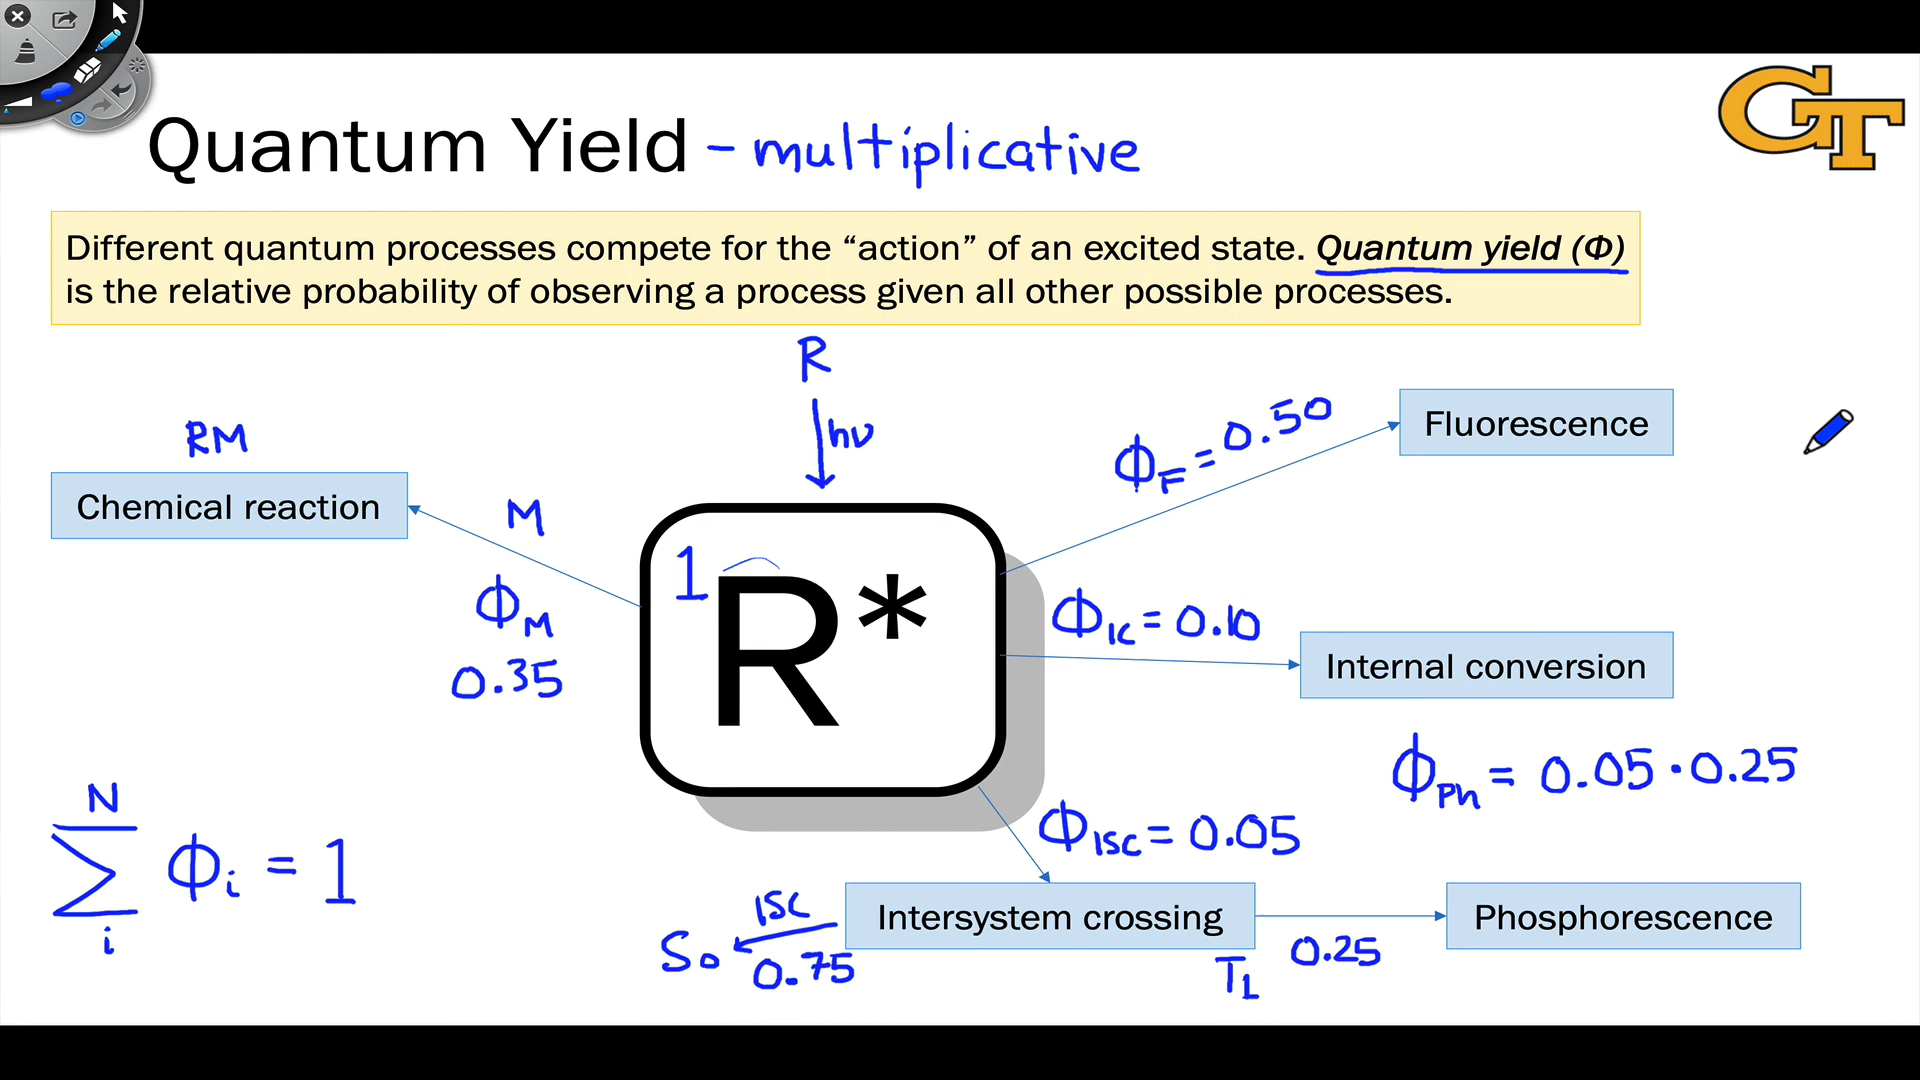 Quantum Yield - multiplicative
GT
Different quantum processes compete for the “action” of an excited state. Quantum yield (Φ)
is the relative probability of observing a process given all other possible processes.
R
hν
RM
Chemical reaction
M
ϕM
0.35
1R*
ϕF = 0.50
Fluorescence
ϕIC = 0.10
Internal conversion
ϕPh = 0.05 · 0.25
ϕISC = 0.05
N
∑ ϕi = 1
i
ISC
S0
0.75
Intersystem crossing
T1
0.25
Phosphorescence